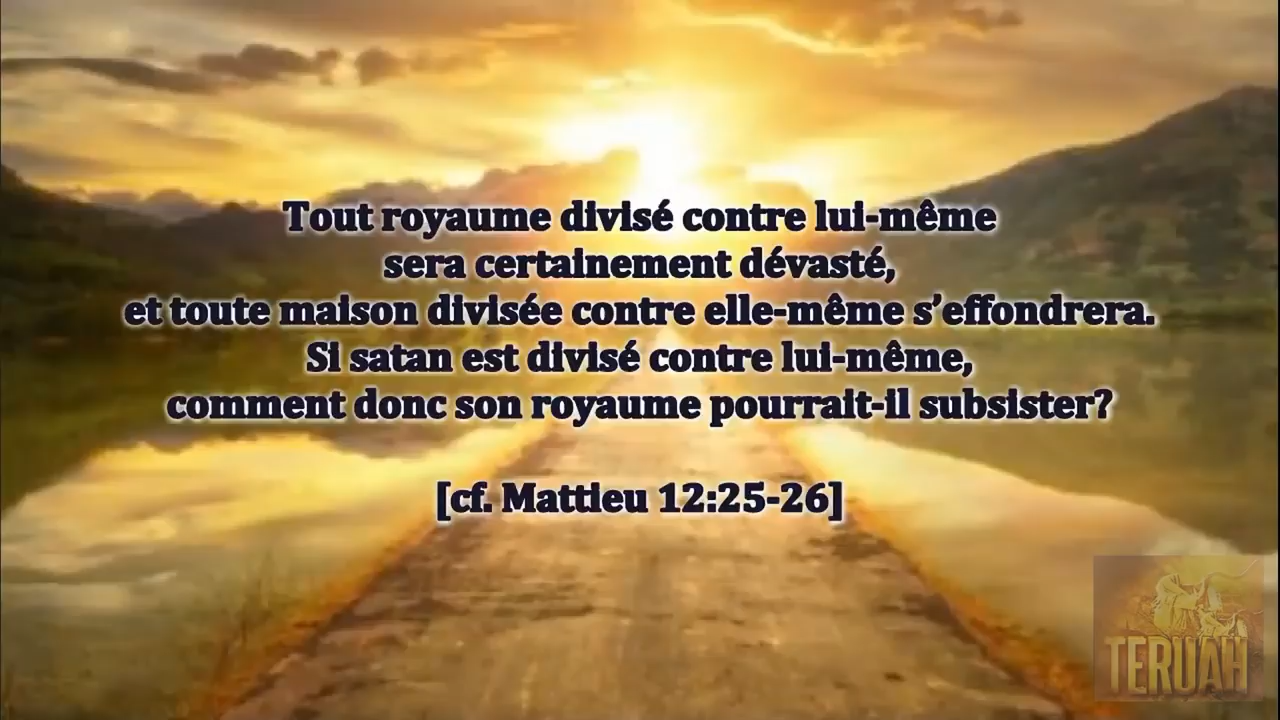 Tout royaume divisé contre lui-même
sera certainement dévasté,
et toute maison divisée contre elle-même s’effondrera.
Si satan est divisé contre lui-même,
comment donc son royaume pourrait-il subsister?
[cf. Mattieu 12:25-26]
TERUAH